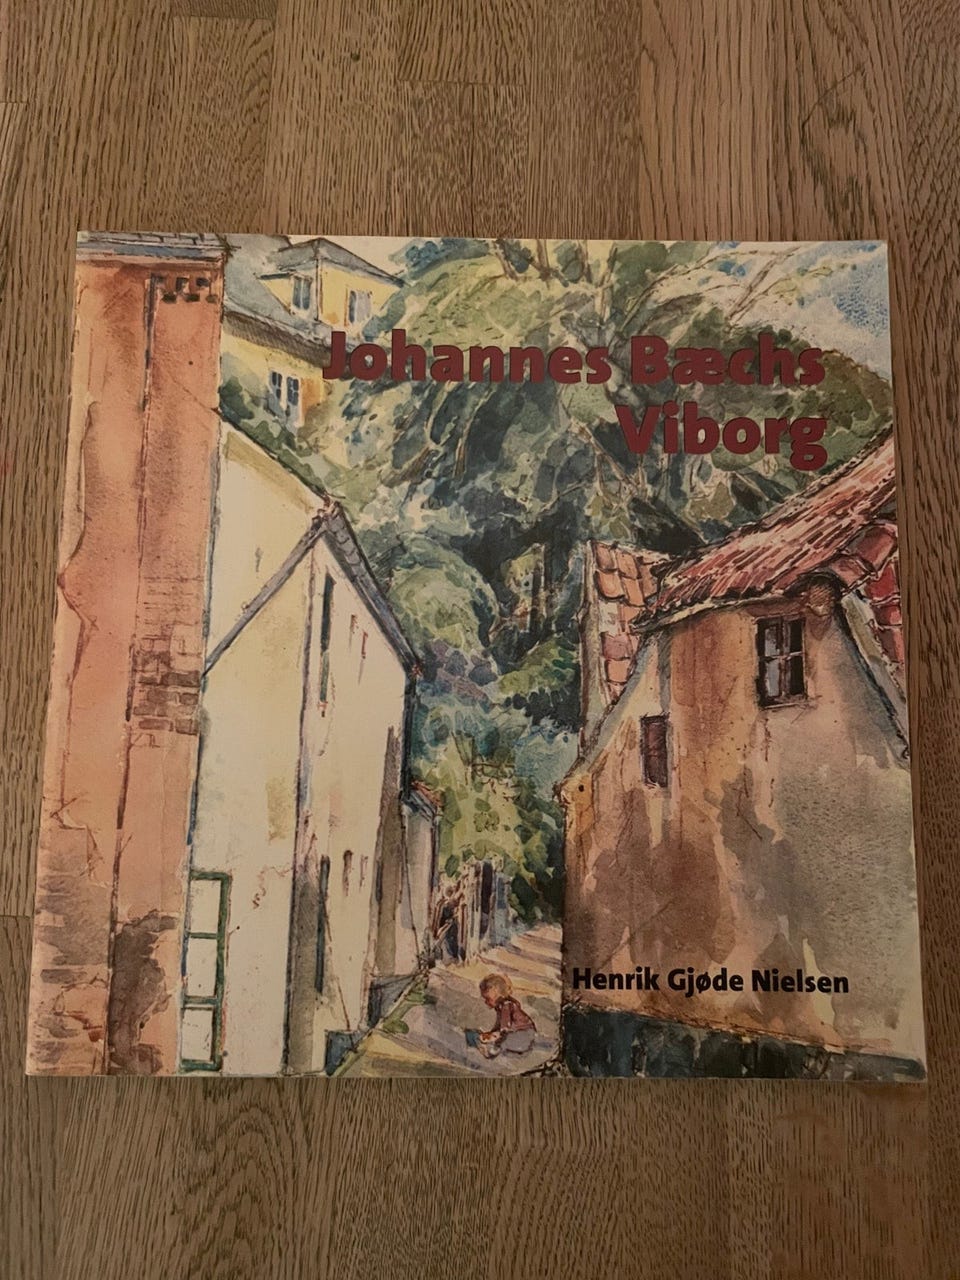 Johannes Bæchs
Viborg
Henrik Gjøde Nielsen